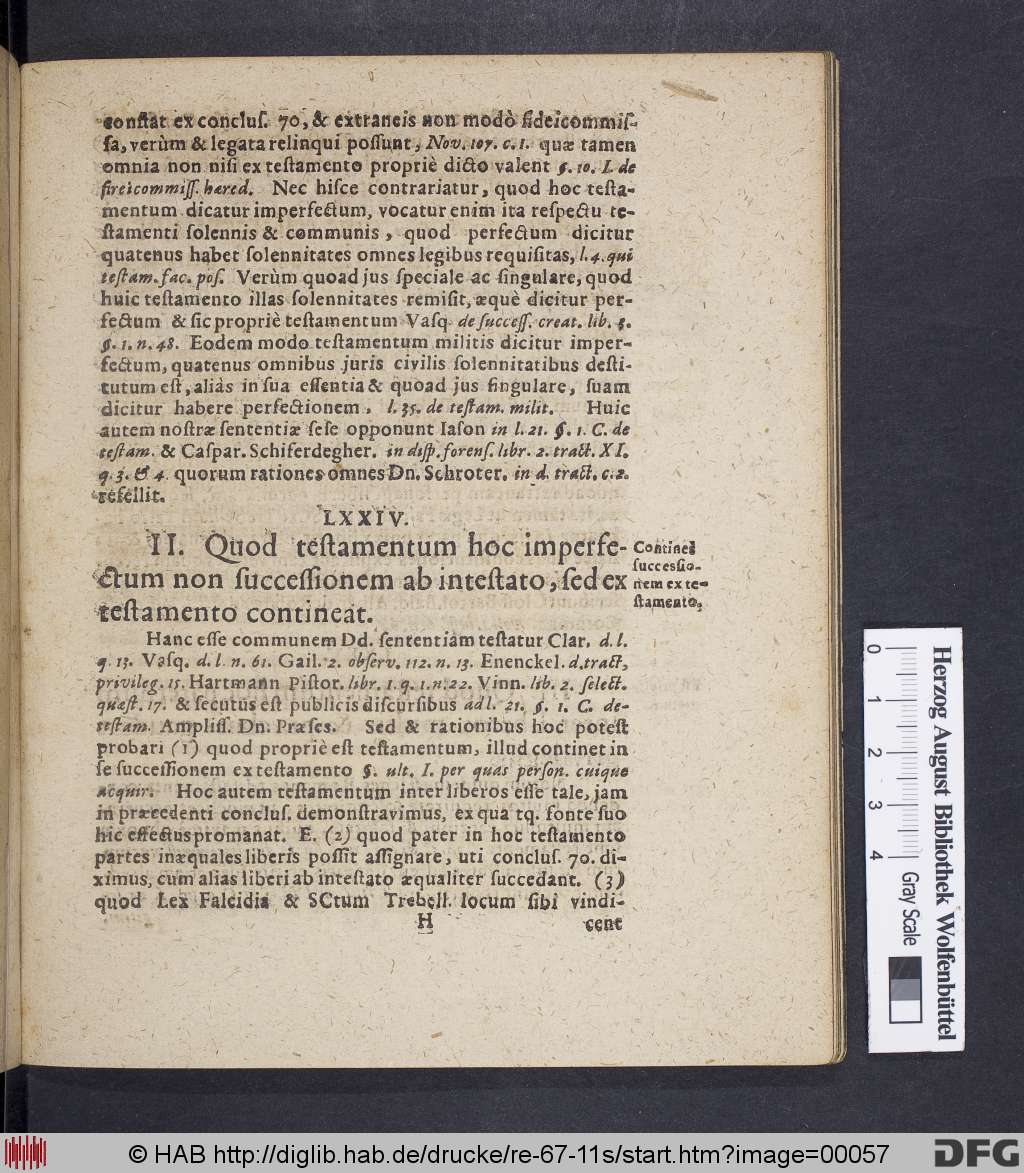 conſtat ex concluſ. 70, & extraneis non modò fideicommiſ-
ſa, verùm & legata relinqui poſſunt, Nov. 107. c. 1. quæ tamen
omnia non niſi ex teſtamento propriè dicto valent §. 10. I. de
fireicommiſſ. hæred. Nec hiſce contrariatur, quod hoc teſta-
mentum dicatur imperfectum, vocatur enim ita reſpectu te-
ſtamenti ſolennis & communis, quod perfectum dicitur
quatenus habet ſolennitates omnes legibus requiſitas, l. 4. qui
teſtam. fac. poſ. Verùm quoad jus ſpeciale ac ſingulare, quod
huic teſtamento illas ſolennitates remiſit, æquè dicitur per-
fectum & ſic propriè teſtamentum Vaſq de ſucceſſ. creat. lib. 3.
§. 1. n. 48. Eodem modo teſtamentum militis dicitur imper-
fectum, quatenus omnibus juris civilis ſolennitatibus deſti-
tutum eſt, aliàs in ſua eſſentia & quoad jus ſingulare, ſuam
dicitur habere perfectionem, l. 35. de teſtam. milit. Huic
autem noſtræ ſententiæ ſeſe opponunt Iaſon in l. 21. §. 1. C. de
teſtam. & Caſpar. Schiferdegher. in diſp. forenſ. libr. 2. tract. XI.
q. 3. & 4. quorum rationes omnes Dn. Schroter. in d. tract. c. 2.
refellit.
LXXIV.
II. Quod teſtamentum hoc imperfe-
ctum non ſucceſſionem ab inteſtato, ſed ex
teſtamento contineat.
Continet
ſuccesſio-
nem ex te-
ſtamento.
Hanc eſſe communem Dd. ſententiam teſtatur Clar. d. l.
q. 13. Vaſq. d. l. n. 61. Gail. 2. obſerv. 112. n. 13. Enenckel. d. tract,
privileg. 15. Hartmann Piſtor. libr. 1. q. 1. n. 22. Vinn. lib. 2. ſelect.
quæſt. 17. & ſecutus eſt publicis diſcurſibus ad l. 21. §. 1. C. de-
teſtam. Ampliſſ. Dn. Præſes. Sed & rationibus hoc poteſt
probari (1) quod propriè eſt teſtamentum, illud continet in
ſe ſucceſſionem ex teſtamento §. ult. I. per quas perſon. cuique
acquir. Hoc autem teſtamentum inter liberos eſſe tale, jam
in præcedenti concluſ. demonſtravimus, ex qua tq. fonte ſuo
hic effectus promanat. E. (2) quod pater in hoc teſtamento
partes inæquales liberis poſſit aſſignare, uti concluſ. 70. di-
ximus, cum alias liberi ab inteſtato æqualiter ſuccedant. (3)
quod Lex Falcidia & SCtum Trebell. locum ſibi vindi-
H cent
0 1 2 3 4
Gray Scale
Herzog August Bibliothek Wolfenbüttel
© HAB http://diglib.hab.de/drucke/re-67-11s/start.htm?image=00057
DFG